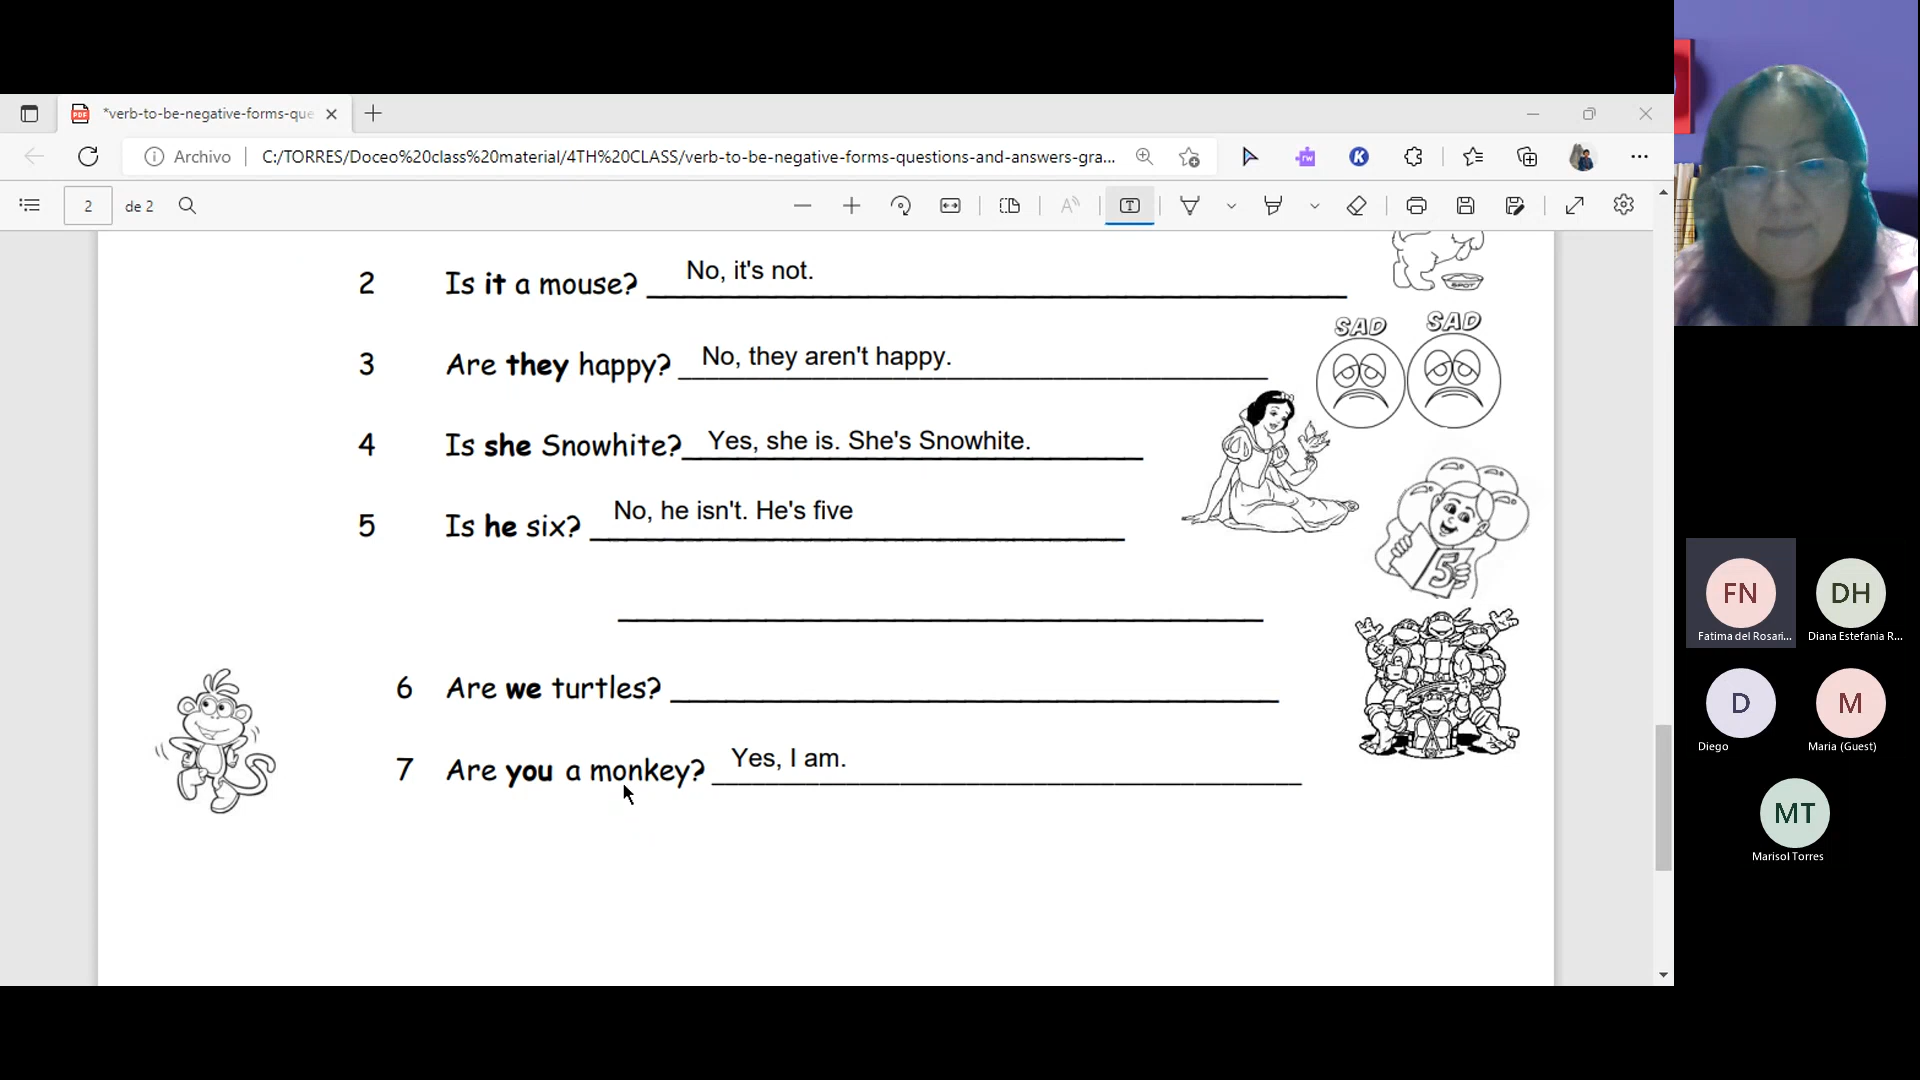 *verb-to-be-negative-forms-que
Archivo
C:/TORRES/Doceo%20class%20material/4TH%20CLASS/verb-to-be-negative-forms-questions-and-answers-gra...
rw
K
2 de 2
2 Is it a mouse? No, it's not.
SPOT
SAD SAD
3 Are they happy? No, they aren't happy.
4 Is she Snowhite? Yes, she is. She's Snowhite.
5 Is he six? No, he isn't. He's five
5
6 Are we turtles?
7 Are you a monkey? Yes, I am.
FN DH
Fatima del Rosari... Diana Estefania R...
D M
Diego Maria (Guest)
MT
Marisol Torres